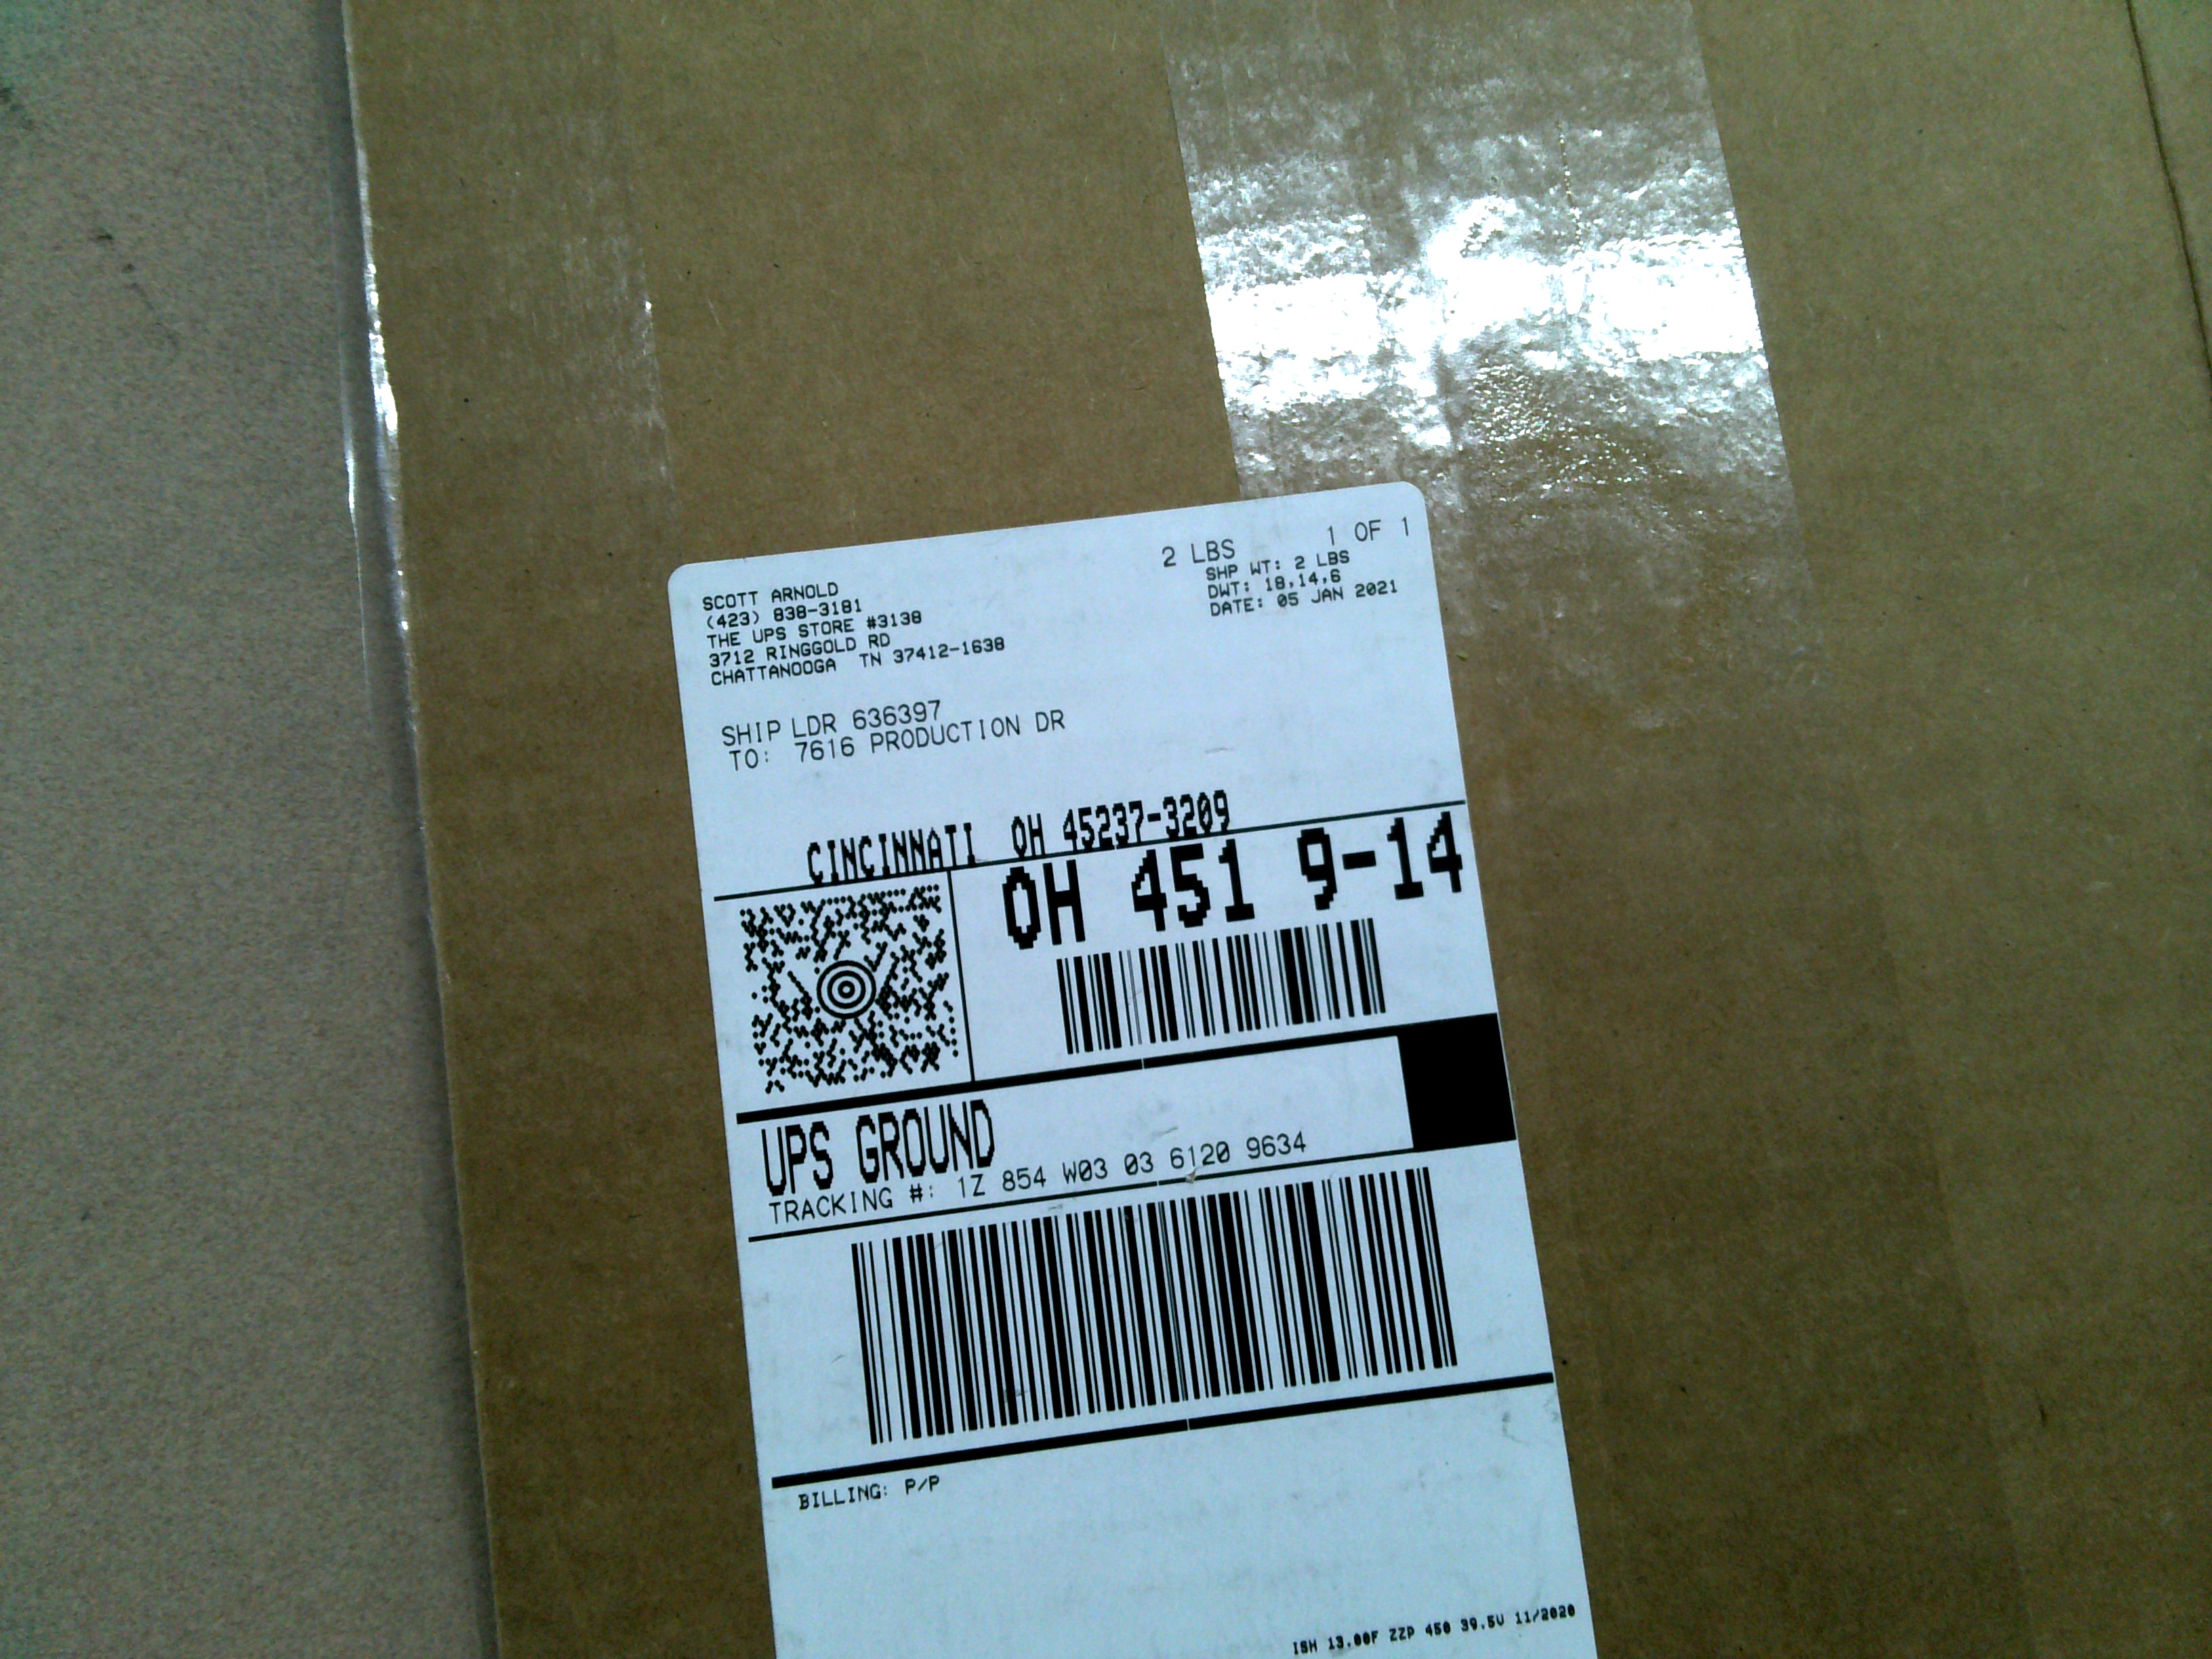 SCOTT ARNOLD
(423) 838-3181
THE UPS STORE #3138
3712 RINGGOLD RD
CHATTANOOGA TN 37412-1638
2 LBS 1 OF 1
SHP WT: 2 LBS
DWT: 18,14,6
DATE: 05 JAN 2021
SHIP LDR 636397
TO: 7616 PRODUCTION DR
CINCINNATI OH 45237-3209
OH 451 9-14
UPS GROUND
TRACKING #: 1Z 854 W03 03 6120 9634
BILLING: P/P
ISH 13.00F ZZP 450 39.5U 11/2020